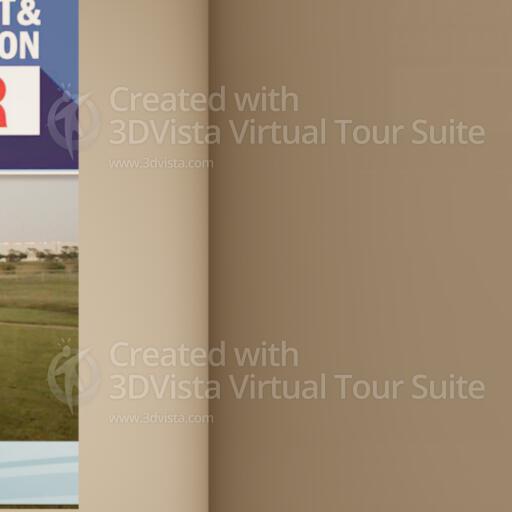 T&
ON
R
Created with
3DVista Virtual Tour Suite
www.3dvista.com
Created with
3DVista Virtual Tour Suite
www.3dvista.com